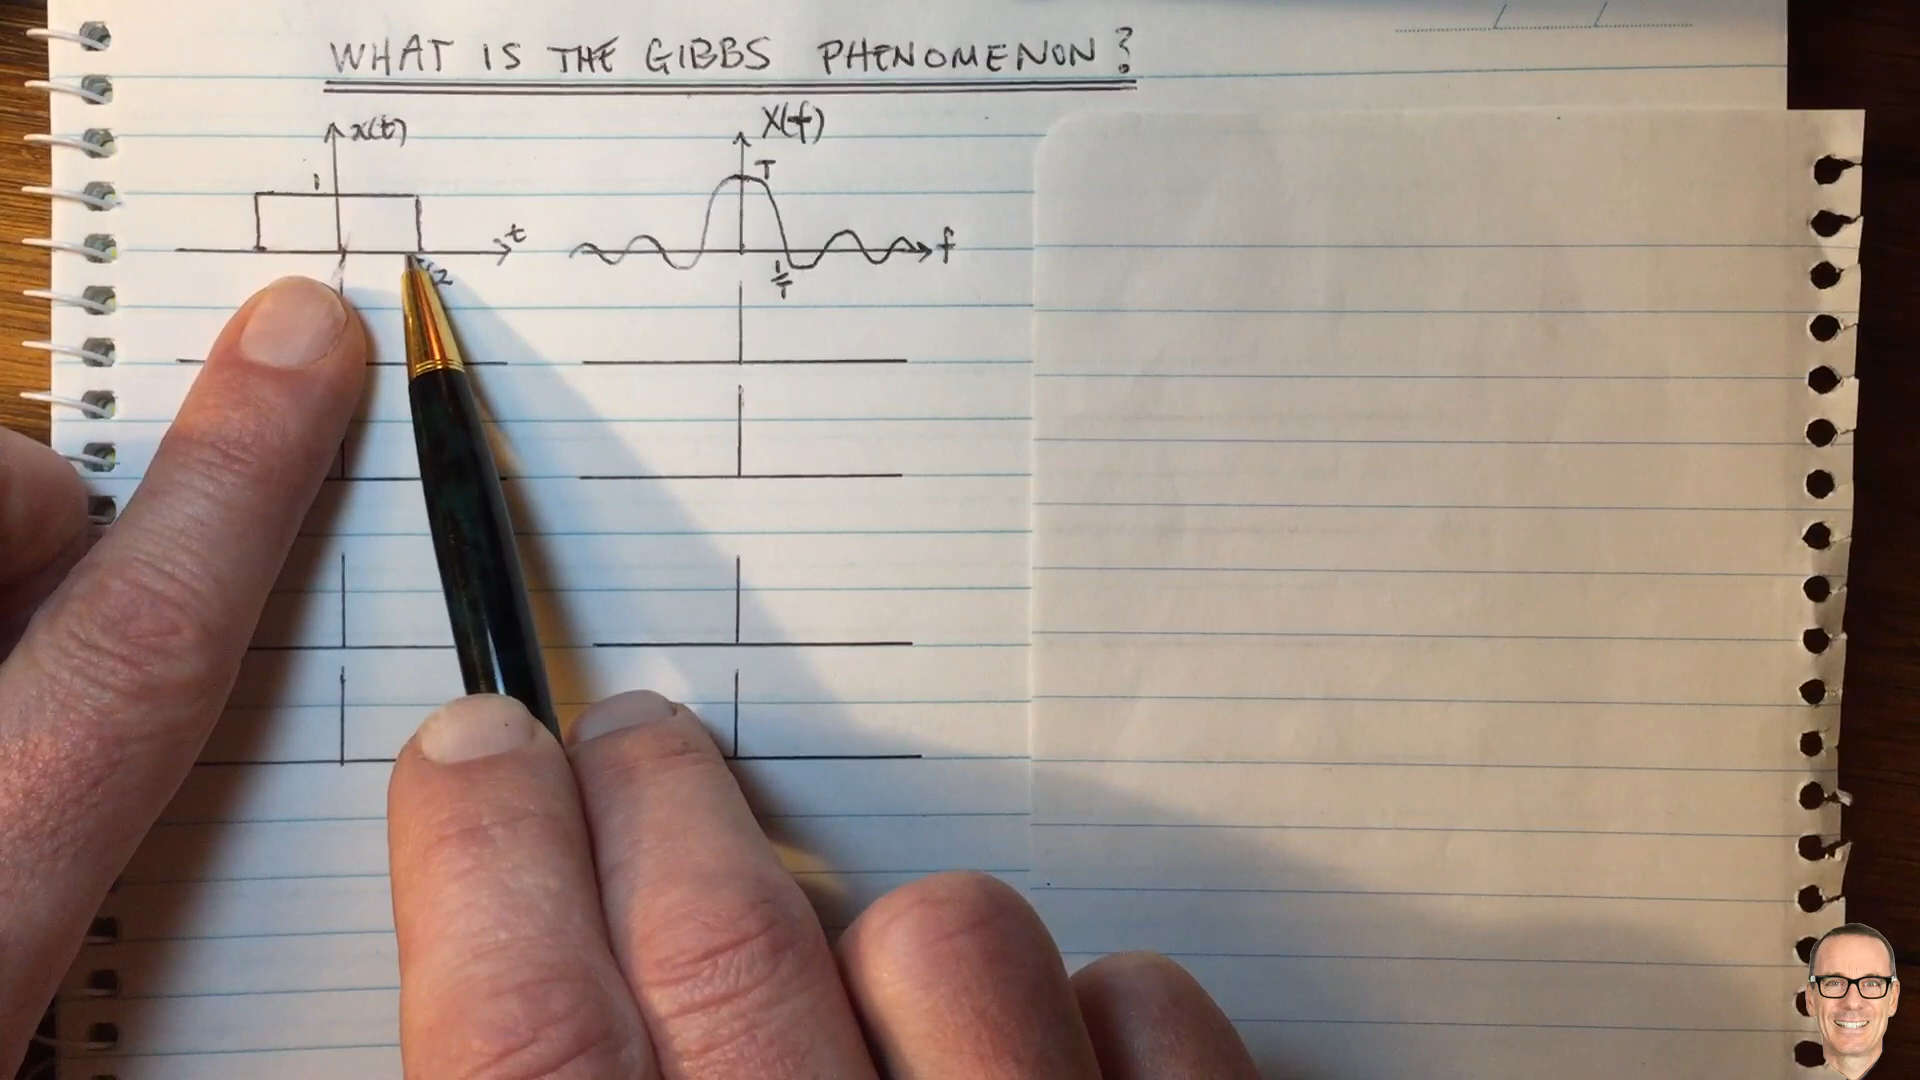 WHAT IS THE GIBBS PHENOMENON?
x(t)
1
t
X(f)
T
f
1/T